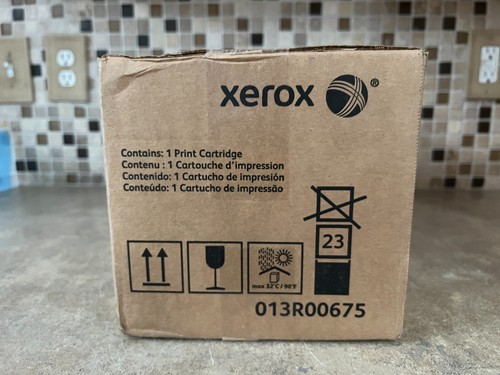 xerox ®
Contains: 1 Print Cartridge
Contenu : 1 Cartouche d'impression
Contenido: 1 Cartucho de impresión
Conteúdo: 1 Cartucho de impressão
23
max 32°C / 90°F
013R00675